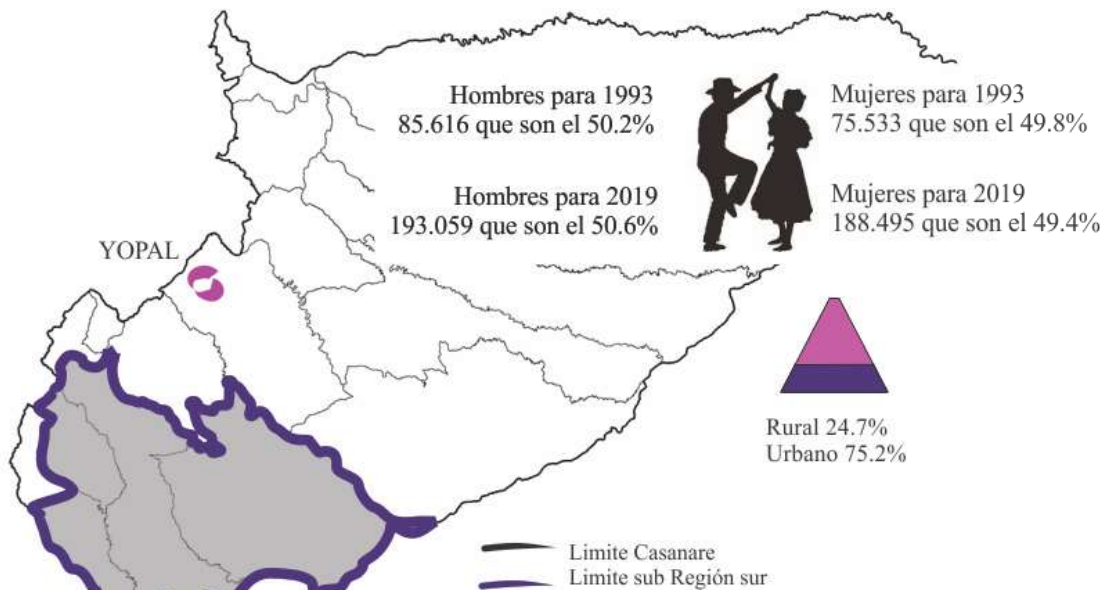 Hombres para 1993
85.616 que son el 50.2%
Mujeres para 1993
75.533 que son el 49.8%
Hombres para 2019
193.059 que son el 50.6%
Mujeres para 2019
188.495 que son el 49.4%
YOPAL
Rural 24.7%
Urbano 75.2%
Limite Casanare
Limite sub Región sur